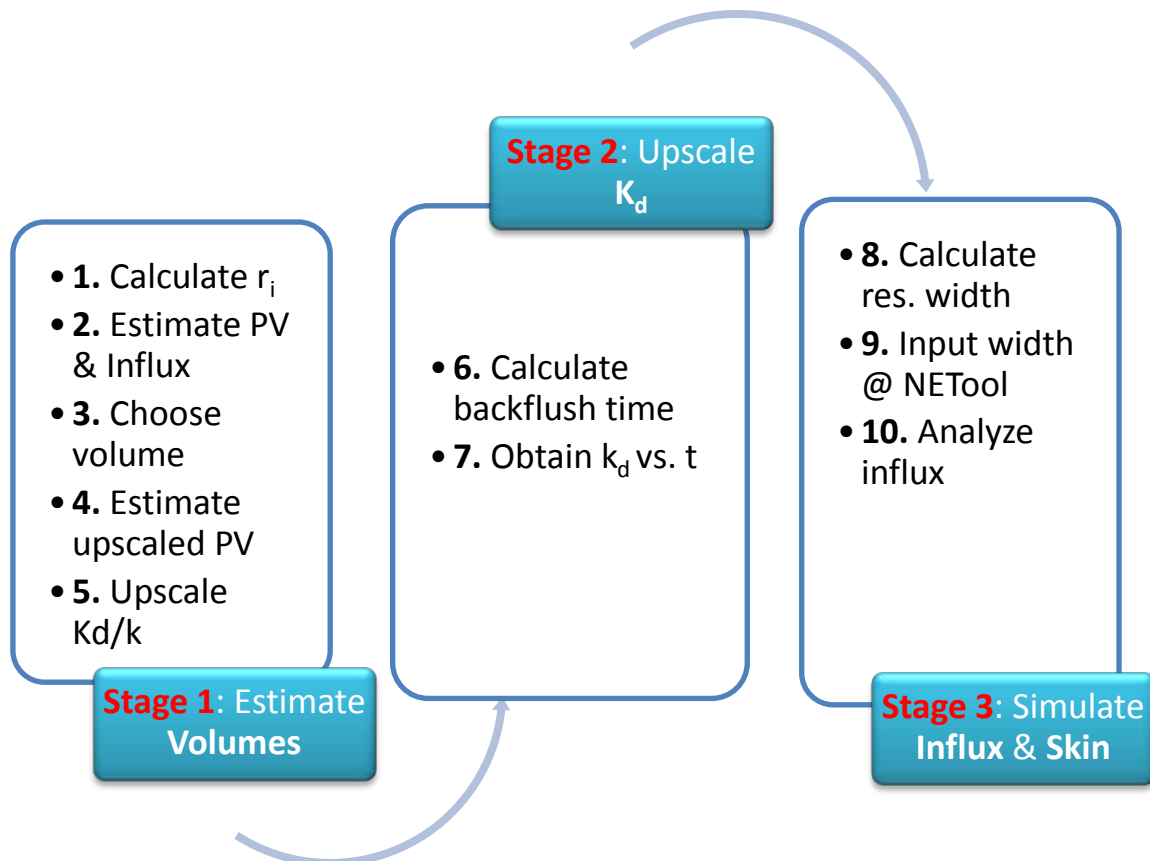 • 1. Calculate rᵢ
• 2. Estimate PV
& Influx
• 3. Choose
volume
• 4. Estimate
upscaled PV
• 5. Upscale
Kd/k
Stage 1: Estimate
Volumes
Stage 2: Upscale
K_d
• 6. Calculate
backflush time
• 7. Obtain k_d vs. t
• 8. Calculate
res. width
• 9. Input width
@ NETool
• 10. Analyze
influx
Stage 3: Simulate
Influx & Skin